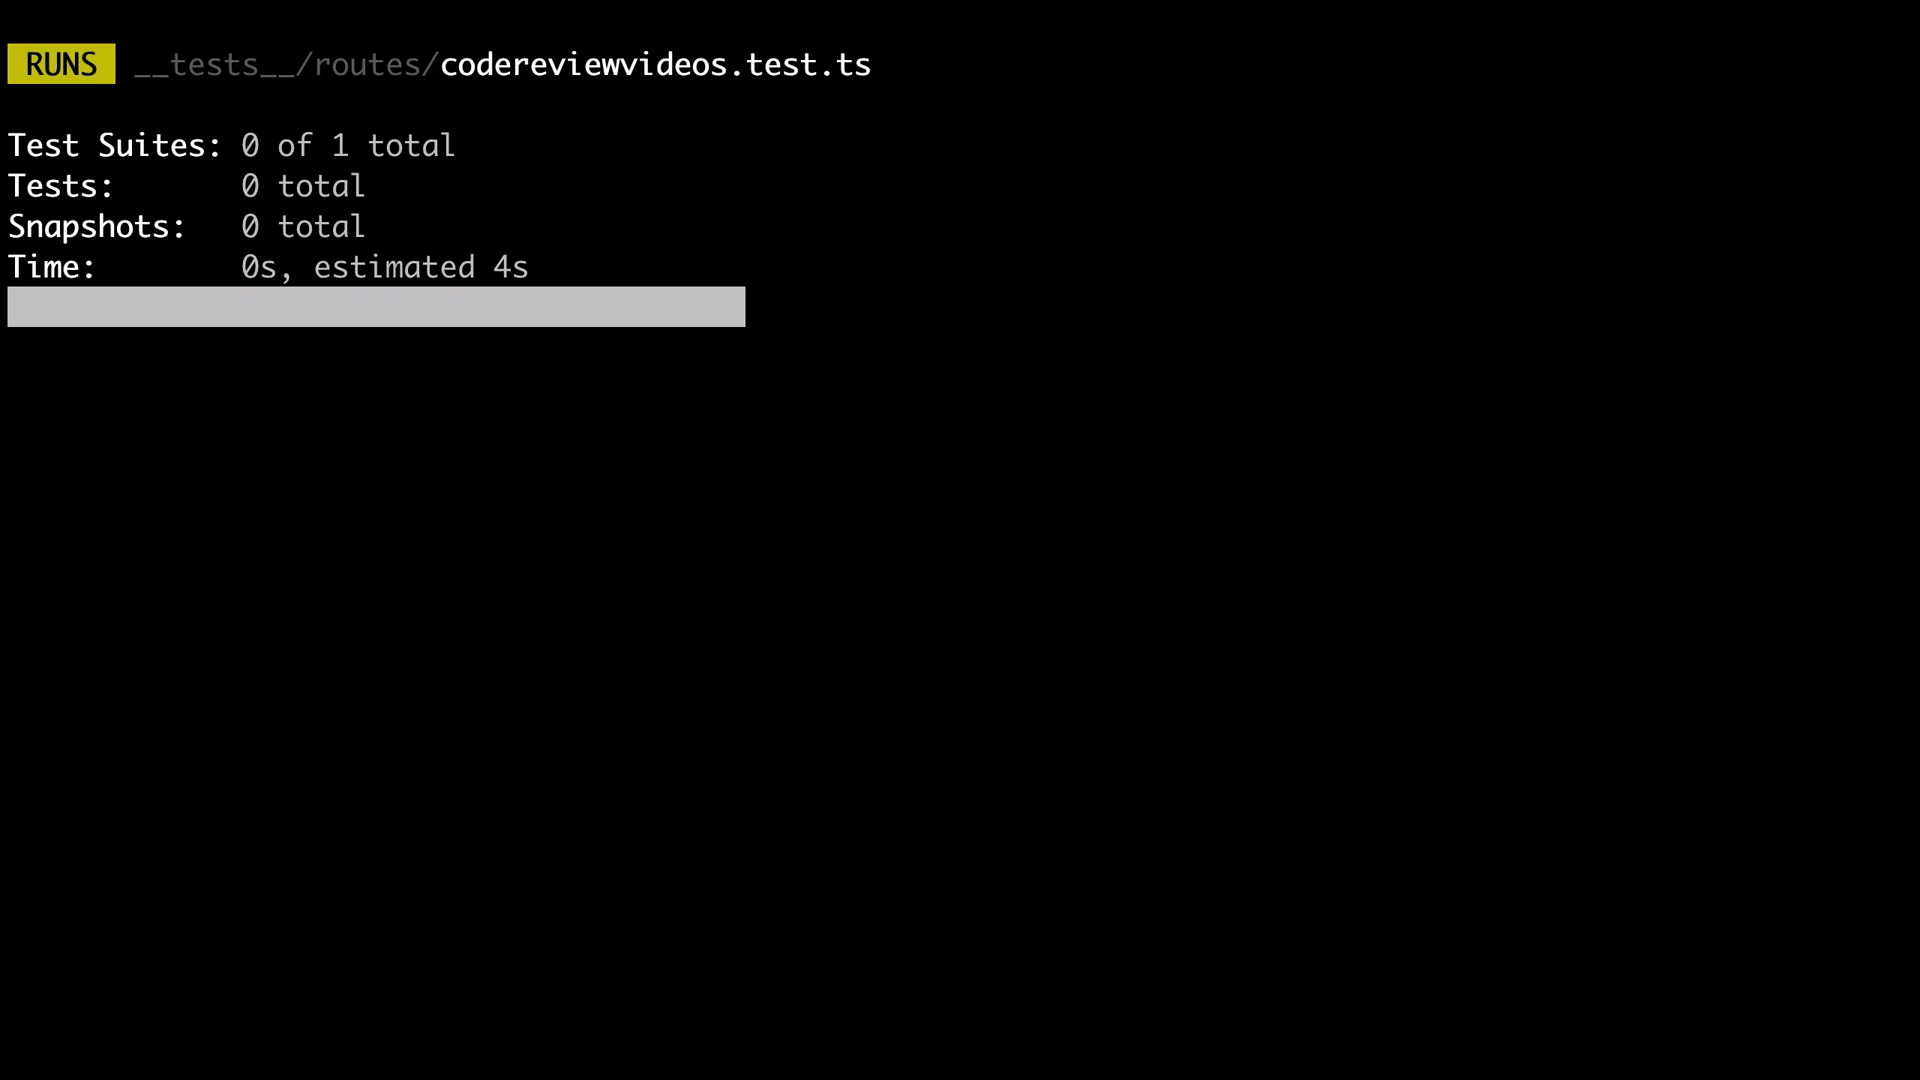 RUNS __tests__/routes/codereviewvideos.test.ts
Test Suites: 0 of 1 total
Tests: 0 total
Snapshots: 0 total
Time: 0s, estimated 4s